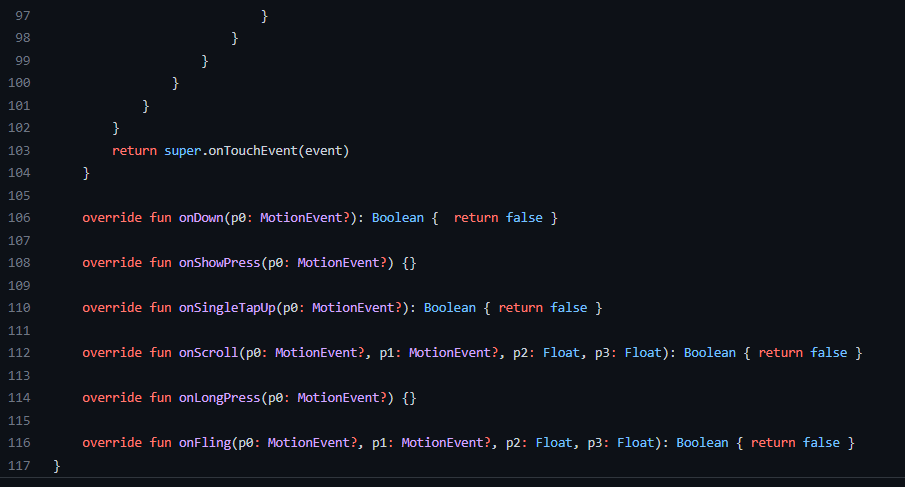 97                             }
98                         }
99                     }
100                 }
101             }
102         }
103         return super.onTouchEvent(event)
104     }
105
106     override fun onDown(p0: MotionEvent?): Boolean {  return false }
107
108     override fun onShowPress(p0: MotionEvent?) {}
109
110     override fun onSingleTapUp(p0: MotionEvent?): Boolean { return false }
111
112     override fun onScroll(p0: MotionEvent?, p1: MotionEvent?, p2: Float, p3: Float): Boolean { return false }
113
114     override fun onLongPress(p0: MotionEvent?) {}
115
116     override fun onFling(p0: MotionEvent?, p1: MotionEvent?, p2: Float, p3: Float): Boolean { return false }
117 }